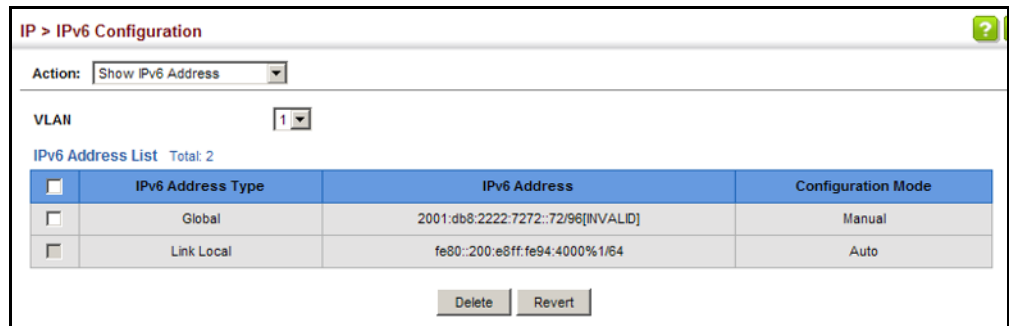 IP > IPv6 Configuration
?
Action: Show IPv6 Address
VLAN 1
IPv6 Address List Total: 2
IPv6 Address Type IPv6 Address Configuration Mode
Global 2001:db8:2222:7272::72/96[INVALID] Manual
Link Local fe80::200:e8ff:fe94:4000%1/64 Auto
Delete Revert